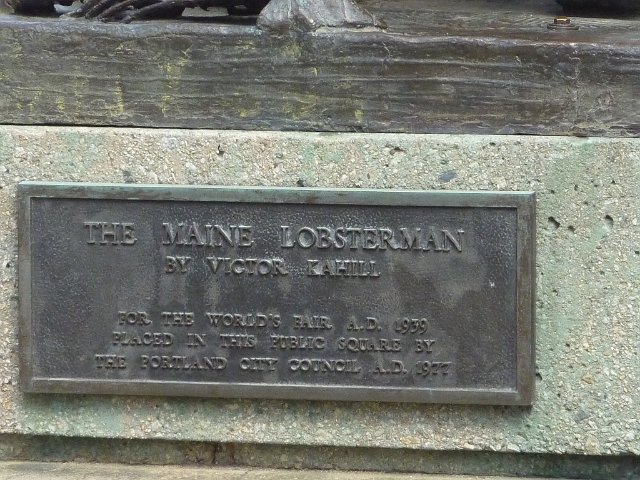 THE MAINE LOBSTERMAN
BY VICTOR KAHILL
FOR THE WORLD'S FAIR, A.D. 1939
PLACED IN THIS PUBLIC SQUARE BY
THE PORTLAND CITY COUNCIL, A.D. 1977